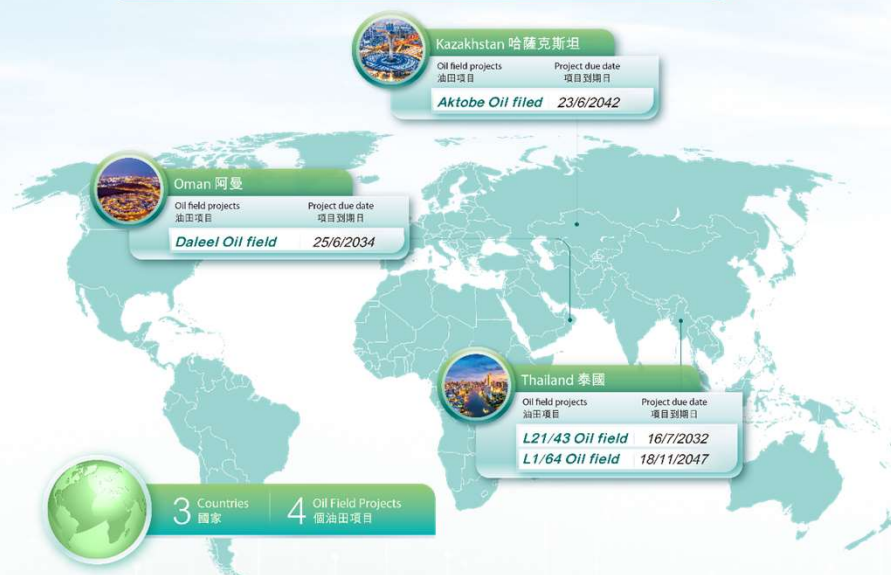 Kazakhstan 哈薩克斯坦
Oil field projects Project due date
油田項目 項目到期日
Aktobe Oil filed 23/6/2042
Oman 阿曼
Oil field projects Project due date
油田項目 項目到期日
Daleel Oil field 25/6/2034
Thailand 泰國
Oil field projects Project due date
油田項目 項目到期日
L21/43 Oil field 16/7/2032
L1/64 Oil field 18/11/2047
3 Countries 4 Oil Field Projects
國家 個油田項目